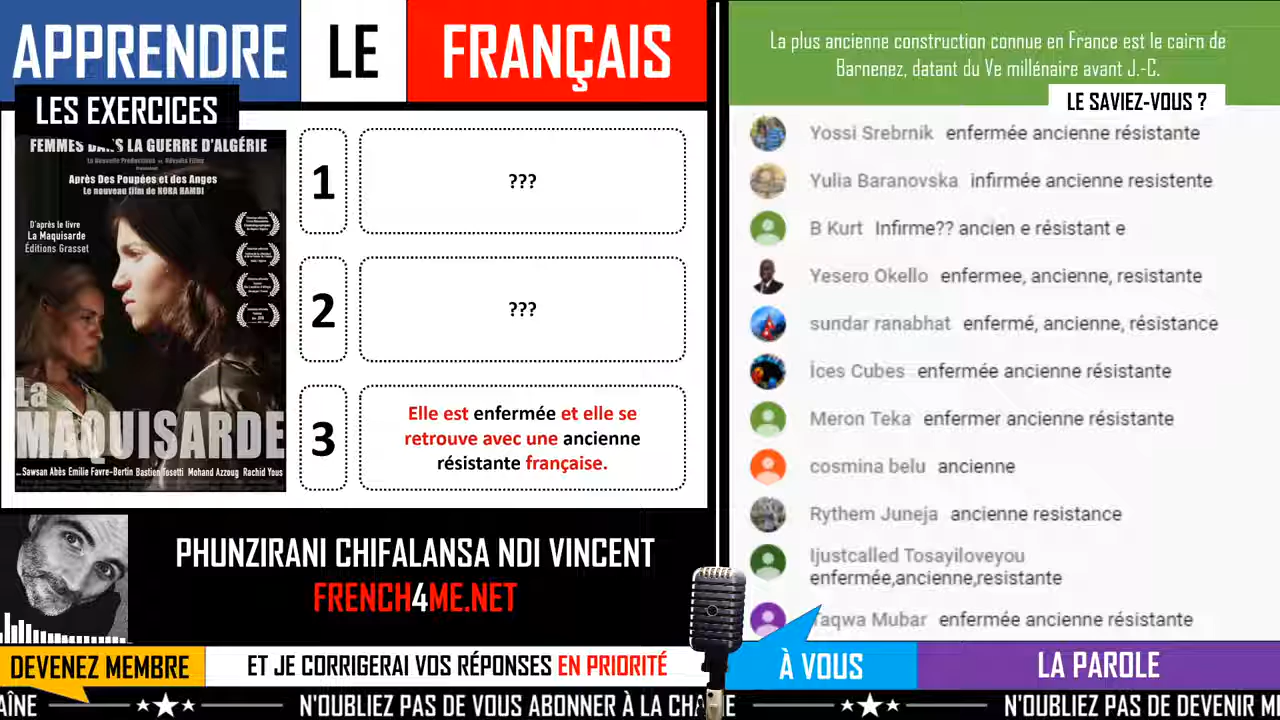 APPRENDRE LE FRANÇAIS
LES EXERCICES
FEMMES DANS LA GUERRE D'ALGÉRIE
Après Des Poupées et des Anges
Le nouveau film de NORA HAMDI
D'après le livre
La Maquisarde
Éditions Grasset
La
MAQUISARDE
Sawsan Abès Emilie Favre-Bertin Bastien Tosetti Mohand Azzoug Rachid Yous
1
???
2
???
3
Elle est enfermée et elle se
retrouve avec une ancienne
résistante française.
PHUNZIRANI CHIFALANSA NDI VINCENT
FRENCH4ME.NET
DEVENEZ MEMBRE
ET JE CORRIGERAI VOS RÉPONSES EN PRIORITÉ
La plus ancienne construction connue en France est le cairn de
Barnenez, datant du Ve millénaire avant J.-C.
LE SAVIEZ-VOUS ?
Yossi Srebrnik enfermée ancienne résistante
Yulia Baranovska infirmée ancienne resistente
B Kurt Infirme?? ancien e résistant e
Yesero Okello enfermee, ancienne, resistante
sundar ranabhat enfermé, ancienne, résistance
İces Cubes enfermée ancienne résistante
Meron Teka enfermer ancienne résistante
cosmina belu ancienne
Rythem Juneja ancienne resistance
Ijustcalled Tosayiloveyou
enfermée,ancienne,resistante
Taqwa Mubar enfermée ancienne résistante
À VOUS
LA PAROLE
AÎNE
N'OUBLIEZ PAS DE VOUS ABONNER À LA CHA
E
N'OUBLIEZ PAS DE DEVENIR M